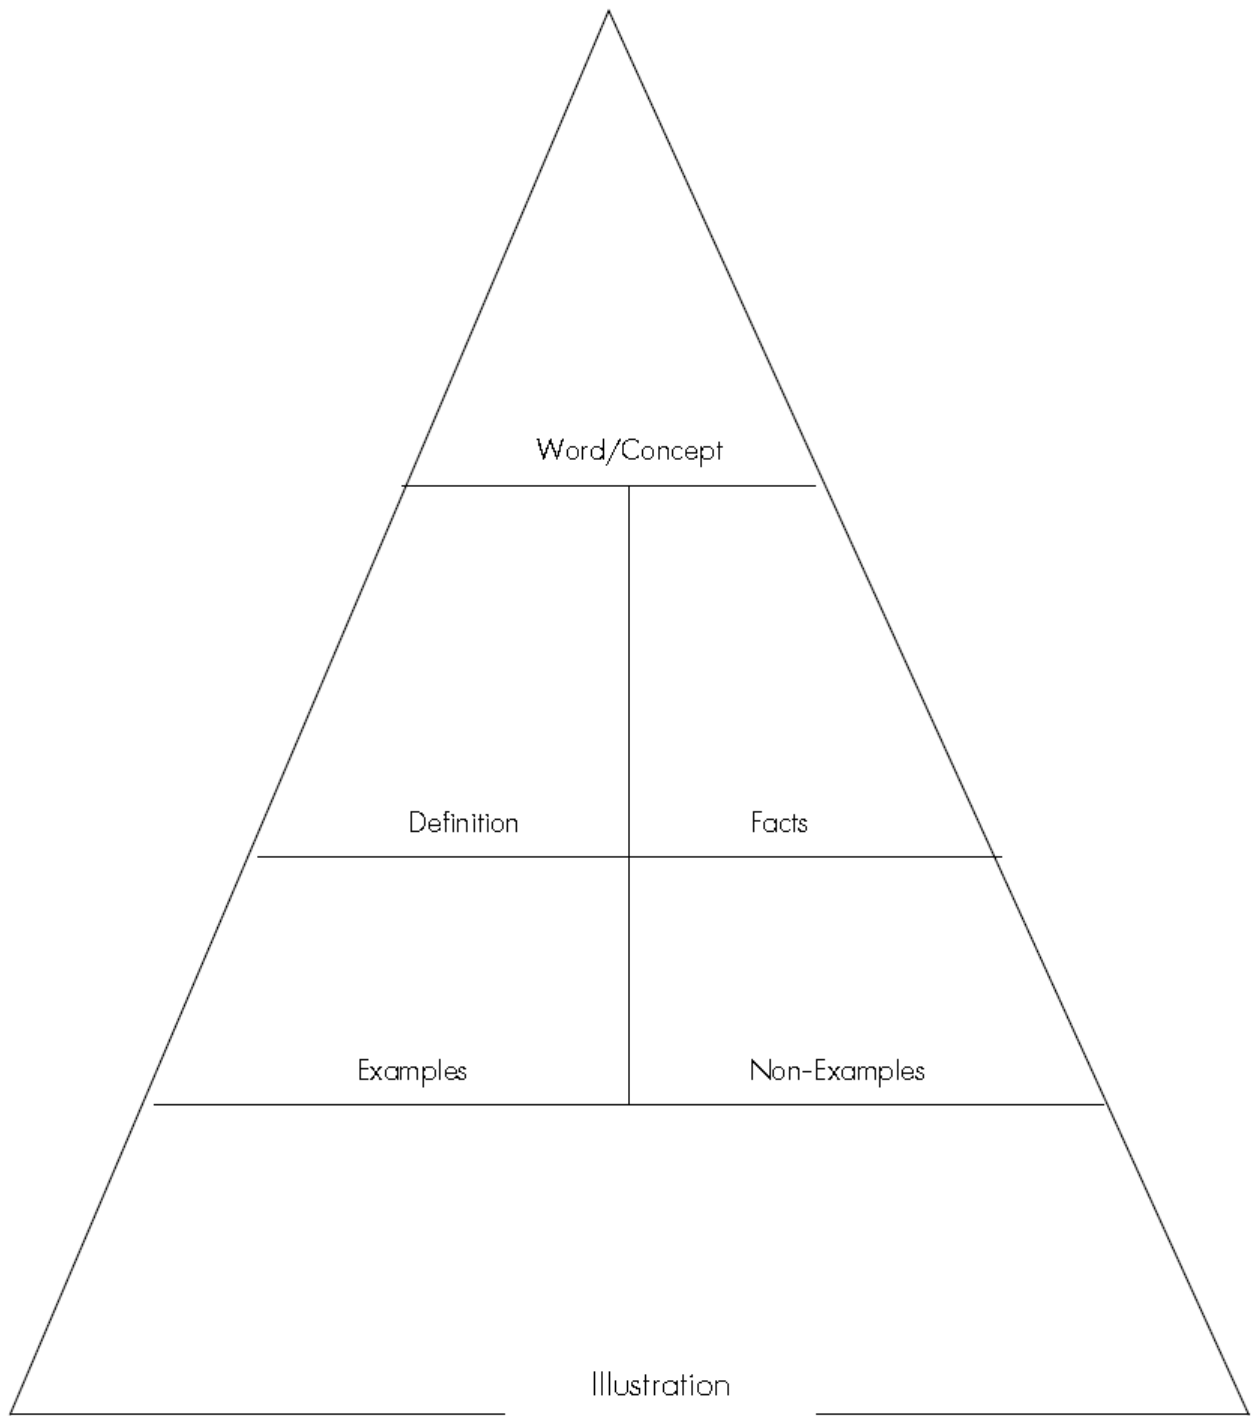 Word/Concept
Definition
Facts
Examples
Non-Examples
Illustration